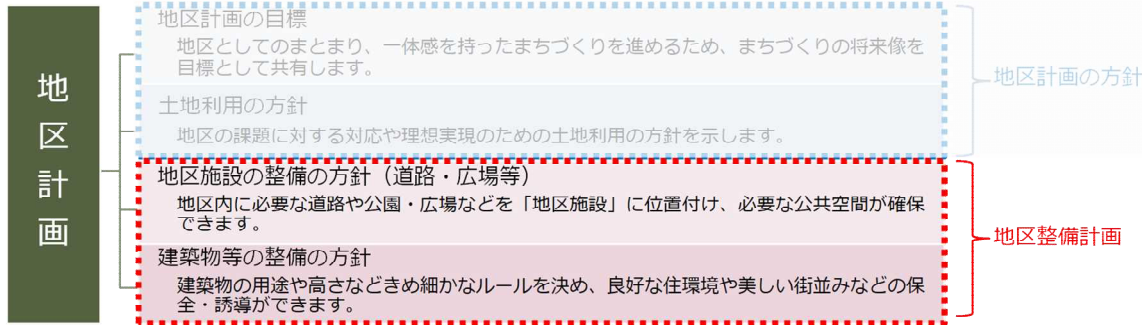 地区計画
地区計画の目標
地区としてのまとまり、一体感を持ったまちづくりを進めるため、まちづくりの将来像を
目標として共有します。
土地利用の方針
地区の課題に対する対応や理想実現のための土地利用の方針を示します。
地区計画の方針
地区施設の整備の方針（道路・広場等）
地区内に必要な道路や公園・広場などを「地区施設」に位置付け、必要な公共空間が確保
できます。
建築物等の整備の方針
建築物の用途や高さなどきめ細かなルールを決め、良好な住環境や美しい街並みなどの保
全・誘導ができます。
地区整備計画